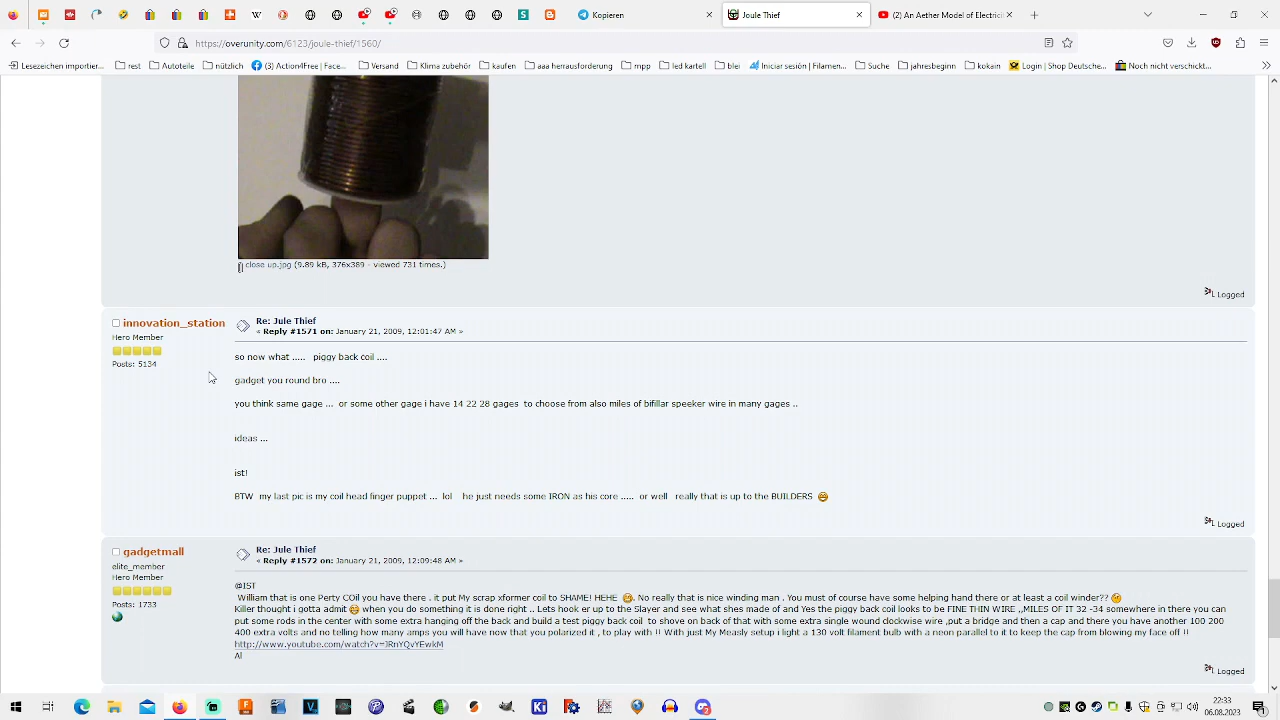 Kopieren
Joule Thief
(2) An Aether Model of Electrici
https://overunity.com/6123/joule-thief/1560/
Lesezeichen importiere...
rest
Autoteile
nützlich
(3) Action4Free | Face...
Versand
Klima zubehör
kaufen
aaa herrausforderung
mpp
led kartell
bie
Inicar sesión | Filamen...
Suche
jahresbeginn
kokain
Login | Shop Deutsche...
Noch nicht verschickt...
close up.jpg (9.89 kB, 376x389 - viewed 731 times.)
Logged
innovation_station
Hero Member
Posts: 5134
Re: Jule Thief
« Reply #1571 on: January 21, 2009, 12:01:47 AM »
so now what ..... piggy back coil ....
gadget you round bro ....
you think same gage ... or some other gage i have 14 22 28 gages to choose from also miles of bifillar speeker wire in many gages ..
ideas ...
ist!
BTW my last pic is my coil head finger puppet ... lol he just needs some IRON as his core ..... or well really that is up to the BUILDERS
Logged
gadgetmall
elite_member
Hero Member
Posts: 1733
Re: Jule Thief
« Reply #1572 on: January 21, 2009, 12:09:48 AM »
@IST
William that is one Perty COil you have there . it put My scrap xformer coil to SHAME! HEHE . No really that is nice winding man . You must of course have some helping hand there or at least a coil winder??
Killer thought i gotta admit when you do something it is done right .. Lets hook er up to the Slayer and see what shes made of and Yes the piggy back coil looks to be FINE THIN WIRE ,,MILES OF IT 32 -34 somewhere in there you can
put some rods in the center with some extra hanging off the back and build a test piggy back coil to shove on back of that with some extra single wound dockwise wire ,put a bridge and then a cap and there you have another 100 200
400 extra volts and no telling how many amps you will have now that you polarized it , to play with !! With just My Measly setup i light a 130 volt filament bulb with a neon parallel to it to keep the cap from blowing my face off !!
http://www.youtube.com/watch?v=JRnYQvYEwkM
Al
Logged
22:33
06.08.2023